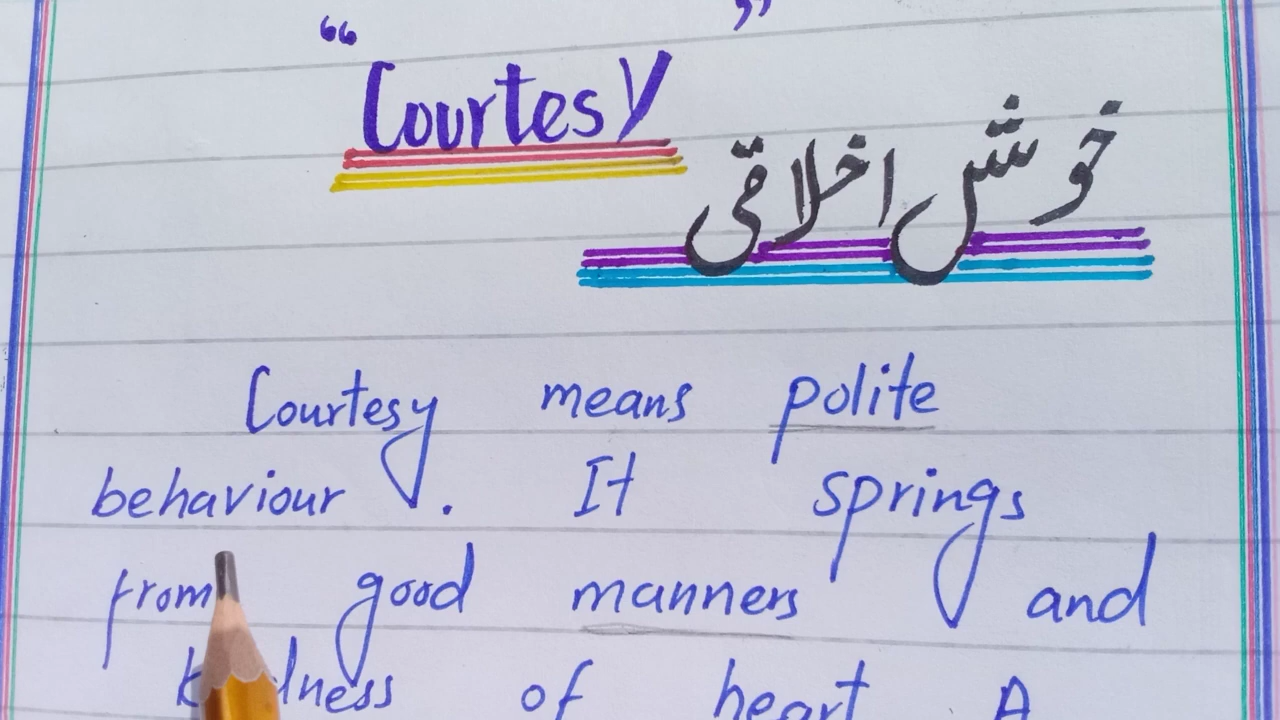 “Courtesy”
خوش اخلاقی
Courtesy means polite
behaviour. It springs
from good manners and
of heart A